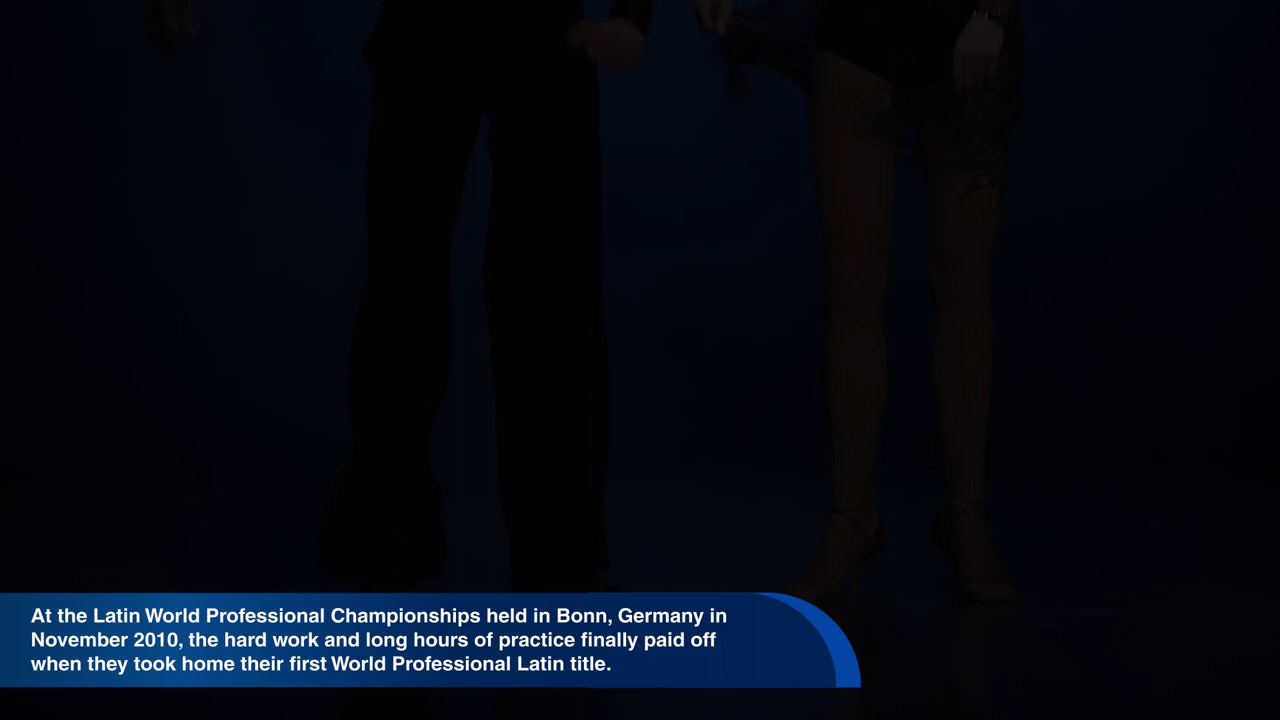 At the Latin World Professional Championships held in Bonn, Germany in
November 2010, the hard work and long hours of practice finally paid off
when they took home their first World Professional Latin title.